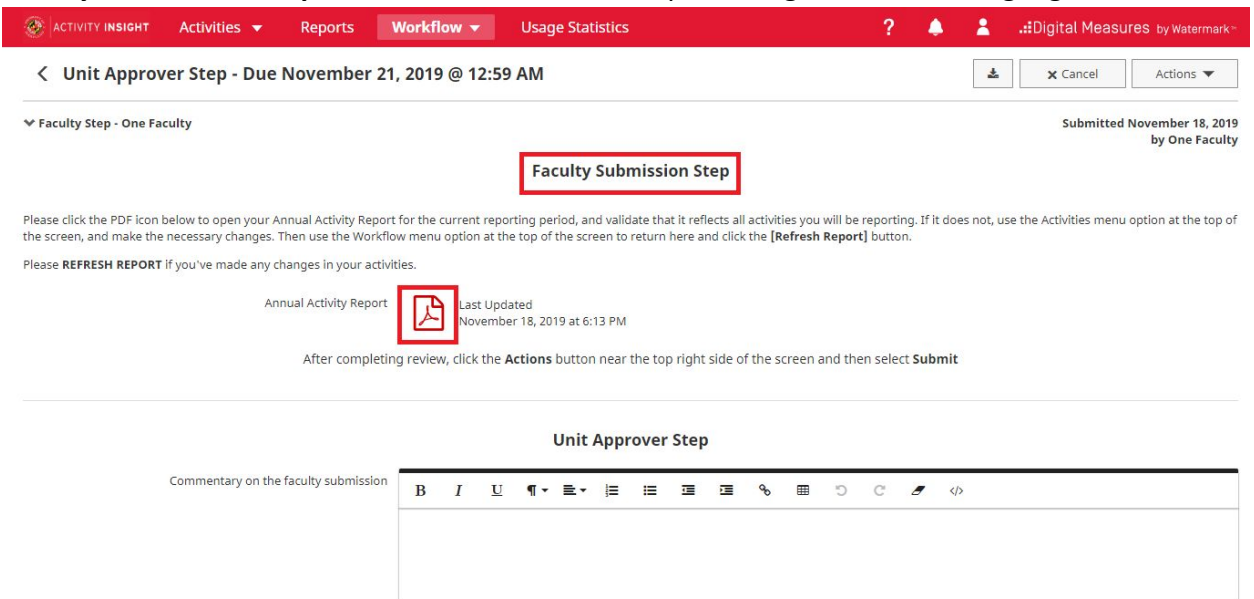 ACTIVITY INSIGHT Activities Reports Workflow Usage Statistics ? Digital Measures by Watermark™
Unit Approver Step - Due November 21, 2019 @ 12:59 AM
x Cancel Actions
Faculty Step - One Faculty
Submitted November 18, 2019
by One Faculty
Faculty Submission Step
Please click the PDF icon below to open your Annual Activity Report for the current reporting period, and validate that it reflects all activities you will be reporting. If it does not, use the Activities menu option at the top of
the screen, and make the necessary changes. Then use the Workflow menu option at the top of the screen to return here and click the [Refresh Report] button.
Please REFRESH REPORT if you've made any changes in your activities.
Annual Activity Report
Last Updated
November 18, 2019 at 6:13 PM
After completing review, click the Actions button near the top right side of the screen and then select Submit
Unit Approver Step
Commentary on the faculty submission
B I U ¶ </>